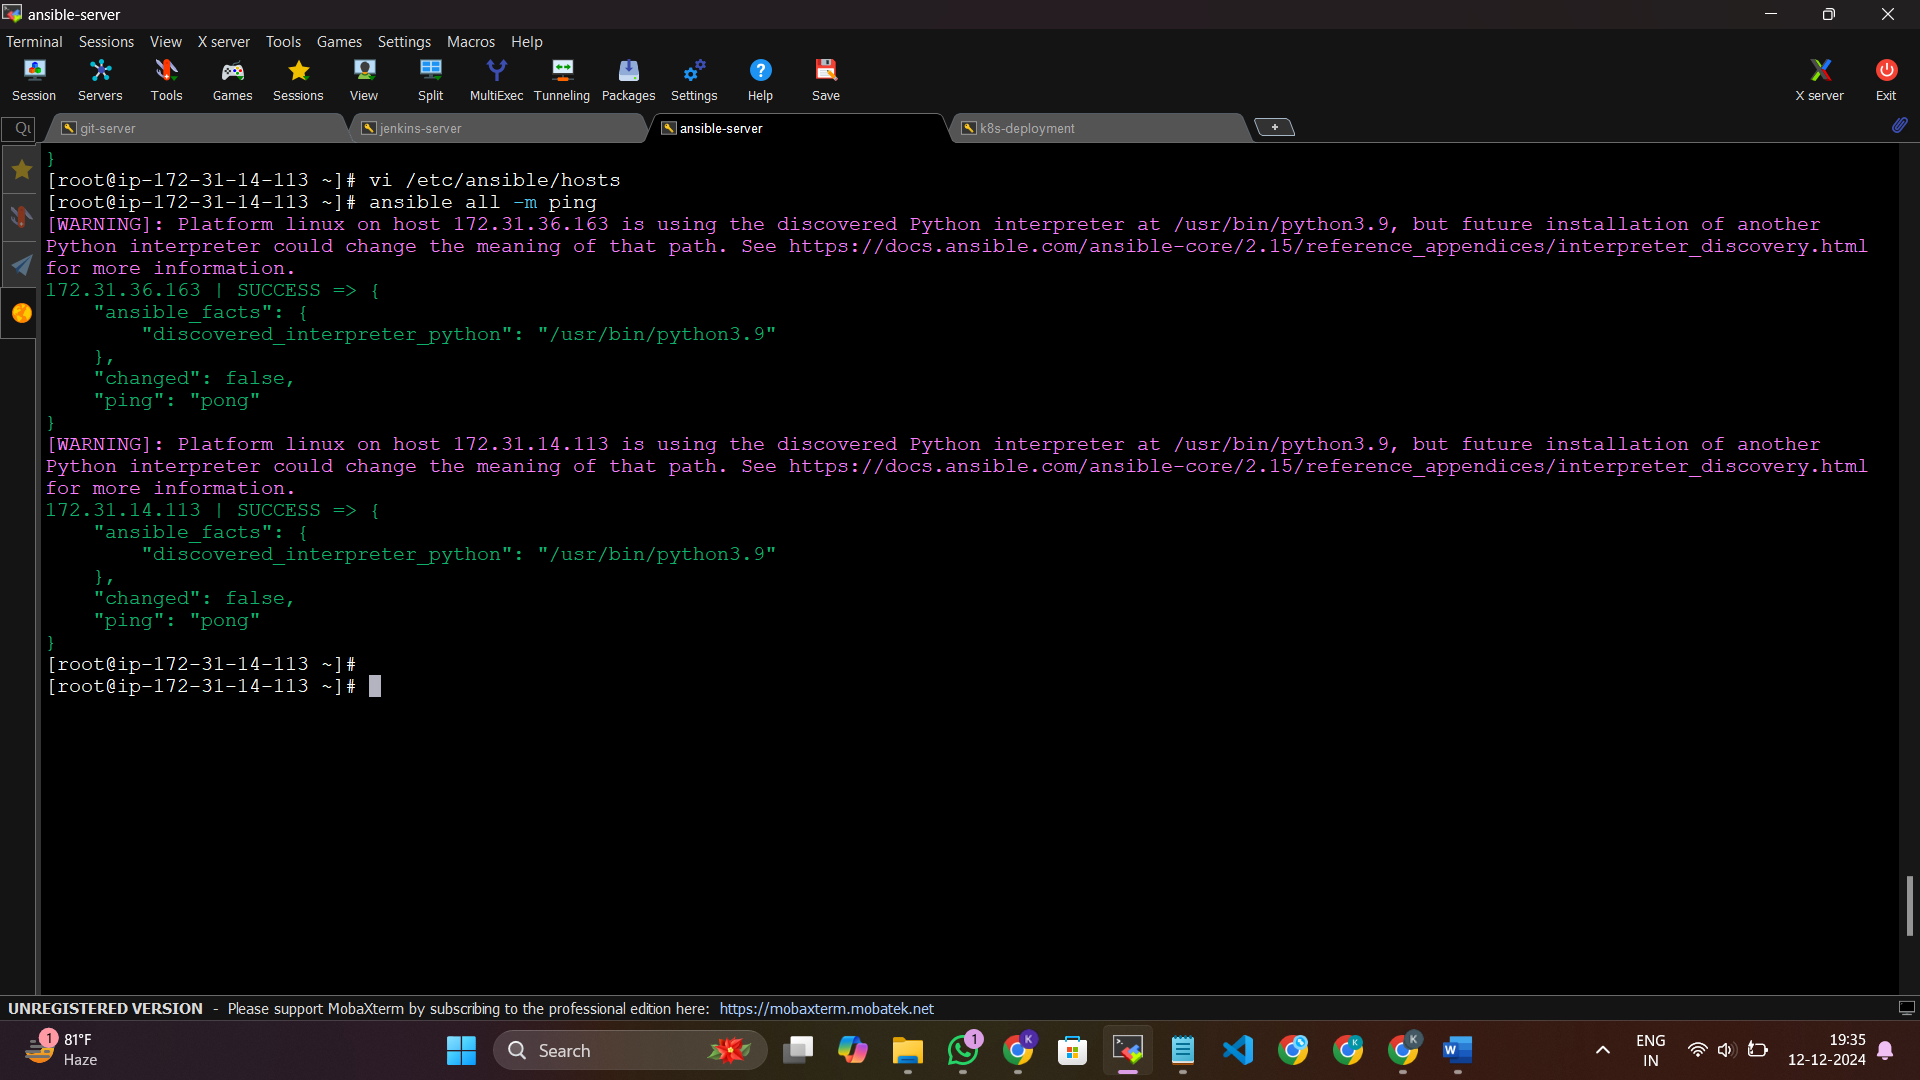 ansible-server
Terminal Sessions View X server Tools Games Settings Macros Help
Session Servers Tools Games Sessions View Split MultiExec Tunneling Packages Settings Help Save X server Exit
git-server jenkins-server ansible-server k8s-deployment
}
[root@ip-172-31-14-113 ~]# vi /etc/ansible/hosts
[root@ip-172-31-14-113 ~]# ansible all -m ping
[WARNING]: Platform linux on host 172.31.36.163 is using the discovered Python interpreter at /usr/bin/python3.9, but future installation of another
Python interpreter could change the meaning of that path. See https://docs.ansible.com/ansible-core/2.15/reference_appendices/interpreter_discovery.html
for more information.
172.31.36.163 | SUCCESS => {
    "ansible_facts": {
        "discovered_interpreter_python": "/usr/bin/python3.9"
    },
    "changed": false,
    "ping": "pong"
}
[WARNING]: Platform linux on host 172.31.14.113 is using the discovered Python interpreter at /usr/bin/python3.9, but future installation of another
Python interpreter could change the meaning of that path. See https://docs.ansible.com/ansible-core/2.15/reference_appendices/interpreter_discovery.html
for more information.
172.31.14.113 | SUCCESS => {
    "ansible_facts": {
        "discovered_interpreter_python": "/usr/bin/python3.9"
    },
    "changed": false,
    "ping": "pong"
}
[root@ip-172-31-14-113 ~]#
[root@ip-172-31-14-113 ~]#
UNREGISTERED VERSION - Please support MobaXterm by subscribing to the professional edition here: https://mobaxterm.mobatek.net
1 81°F
Haze
Search
1
K
K
K
W
ENG
IN
19:35
12-12-2024